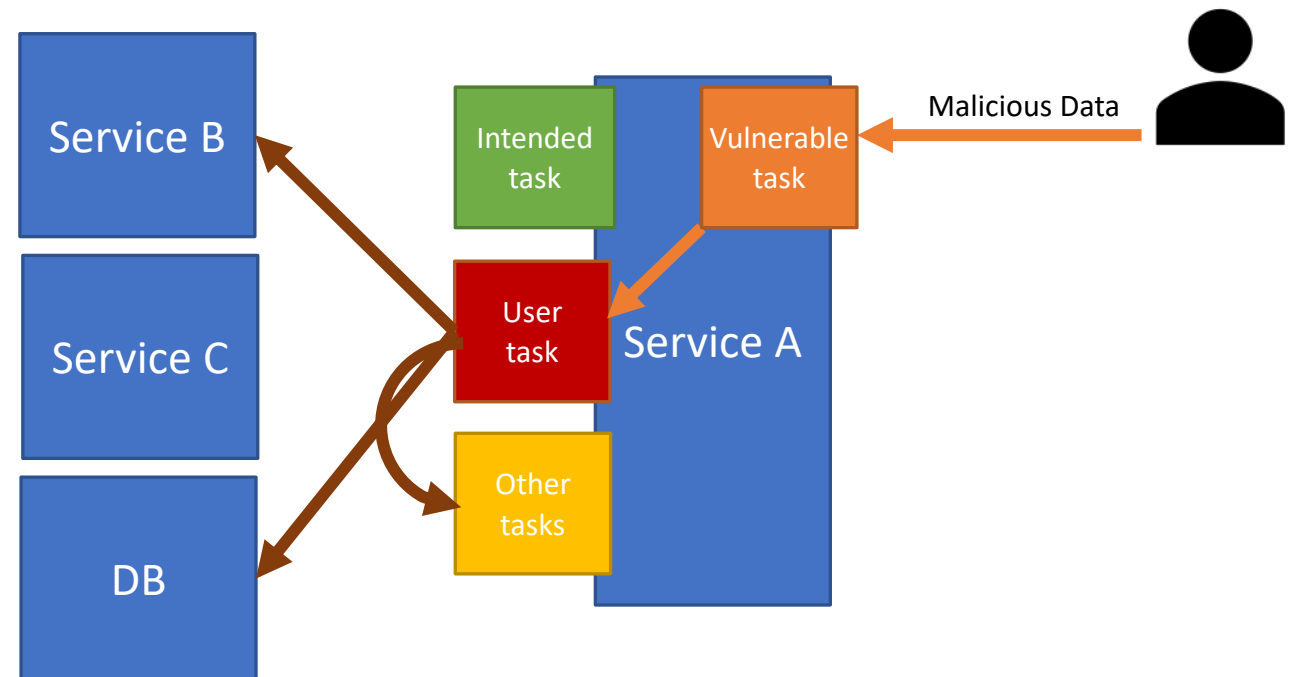 Service B
Service C
DB
Intended
task
User
task
Other
tasks
Service A
Vulnerable
task
Malicious Data